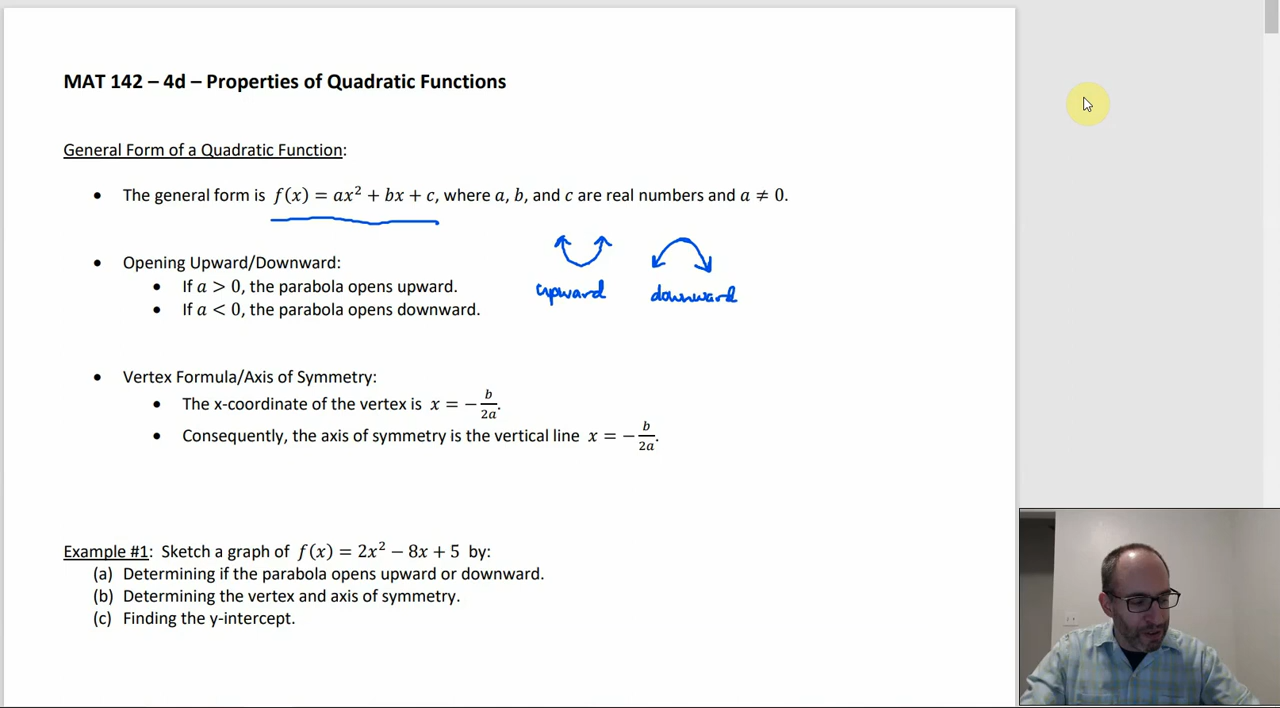 MAT 142 – 4d – Properties of Quadratic Functions
General Form of a Quadratic Function:
• The general form is f(x) = ax² + bx + c, where a, b, and c are real numbers and a ≠ 0.
• Opening Upward/Downward:
• If a > 0, the parabola opens upward.
• If a < 0, the parabola opens downward.
upward downward
• Vertex Formula/Axis of Symmetry:
• The x-coordinate of the vertex is x = −b/2a.
• Consequently, the axis of symmetry is the vertical line x = −b/2a.
Example #1: Sketch a graph of f(x) = 2x² − 8x + 5 by:
(a) Determining if the parabola opens upward or downward.
(b) Determining the vertex and axis of symmetry.
(c) Finding the y-intercept.